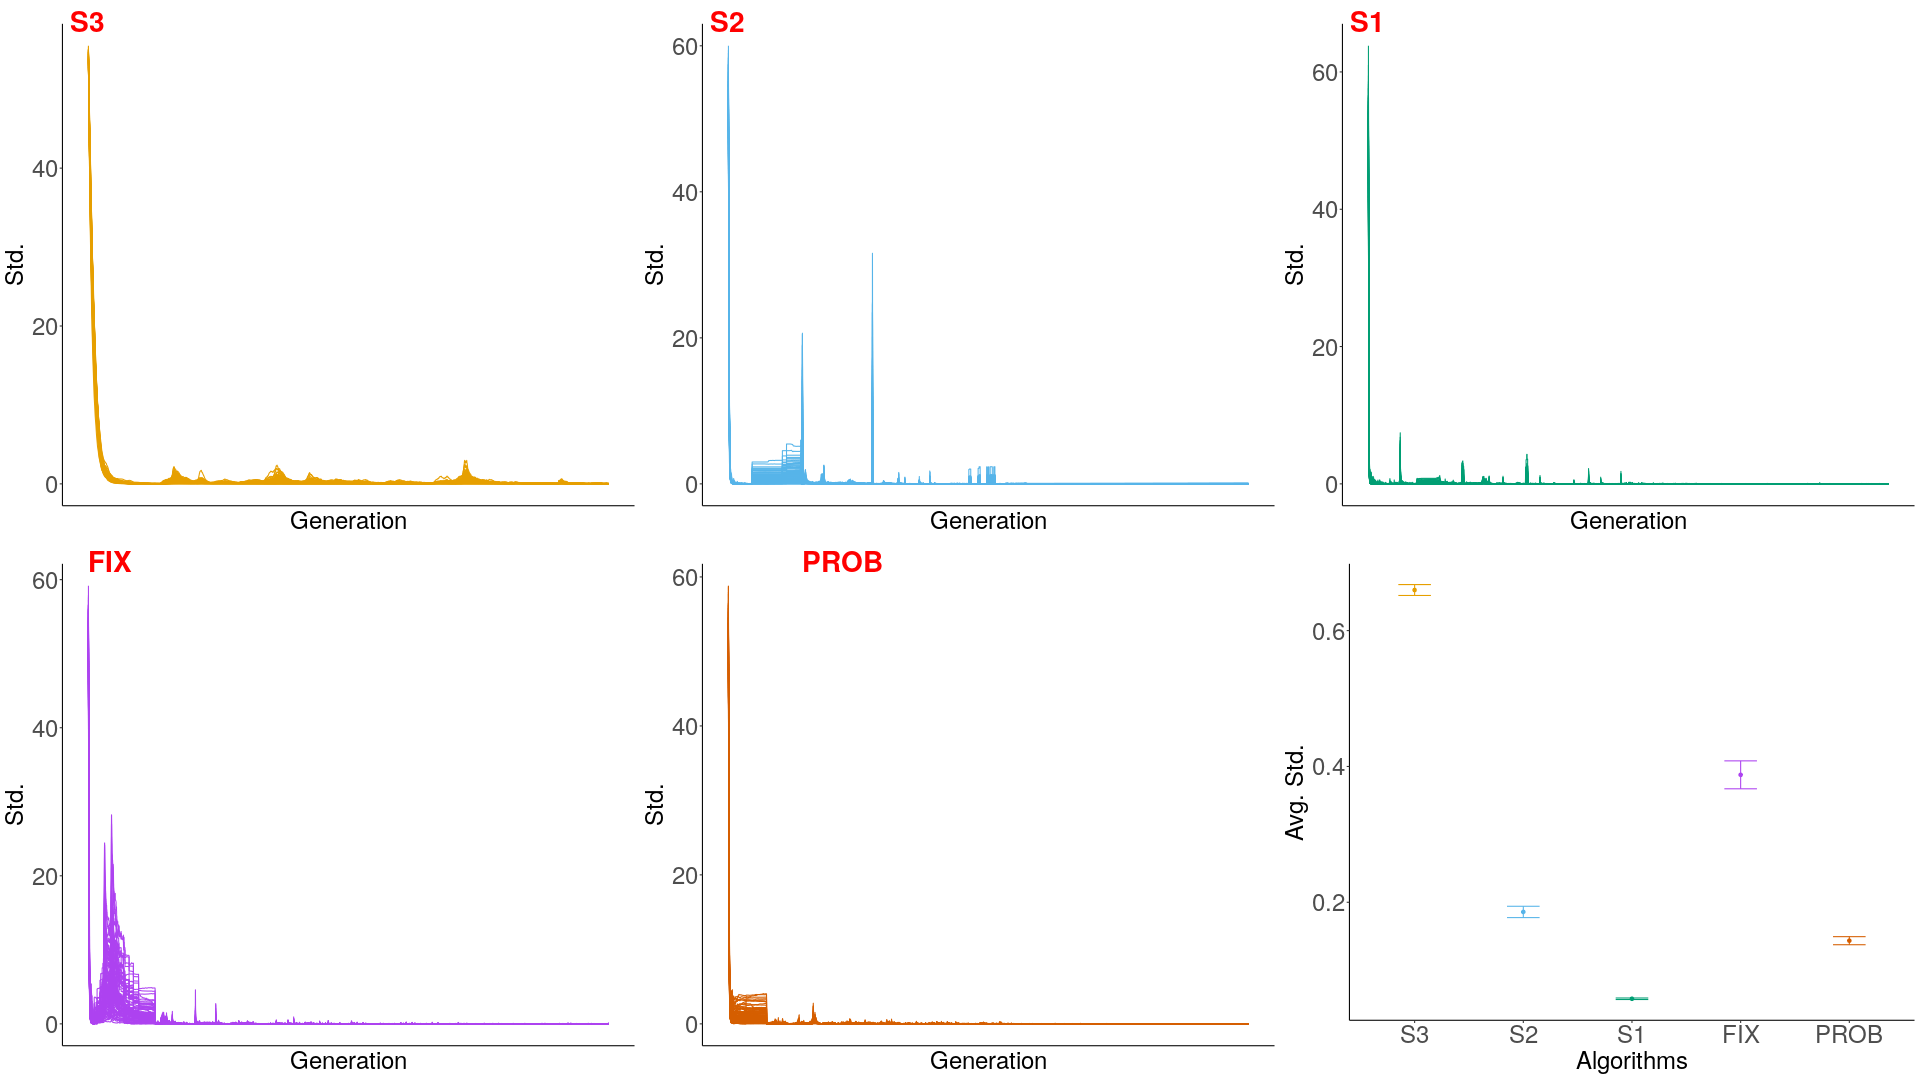 S3
40
20
0
Std.
Generation
S2
60
40
20
0
Std.
Generation
S1
60
40
20
0
Std.
Generation
FIX
60
40
20
0
Std.
Generation
PROB
60
40
20
0
Std.
Generation
0.6
0.4
0.2
Avg. Std.
S3 S2 S1 FIX PROB
Algorithms